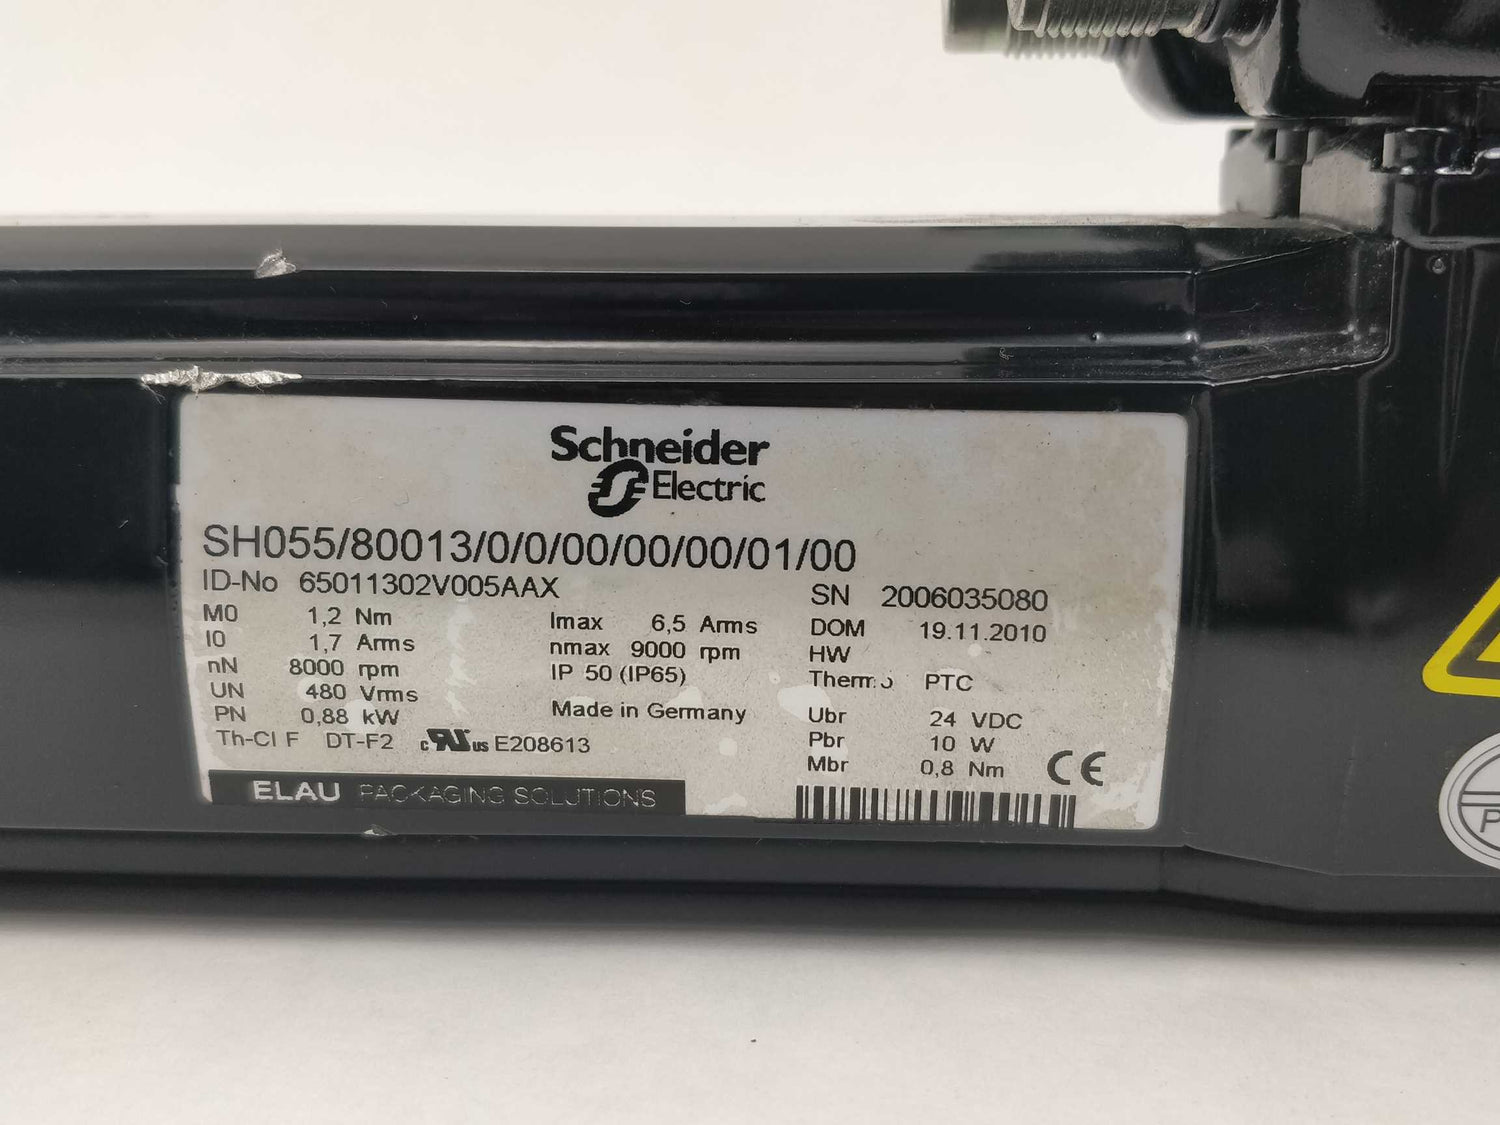 Schneider
Electric
SH055/80013/0/0/00/00/00/01/00
ID-No 65011302V005AAX
SN 2006035080
M0 1,2 Nm
Imax 6,5 Arms
DOM 19.11.2010
I0 1,7 Arms
nmax 9000 rpm
HW
nN 8000 rpm
IP 50 (IP65)
PTC
UN 480 Vrms
Made in Germany
Ubr 24 VDC
PN 0,88 kW
Pbr 10 W
Th-Cl F DT-F2 c RU us E208613
Mbr 0,8 Nm CE
ELAU PACKAGING SOLUTIONS